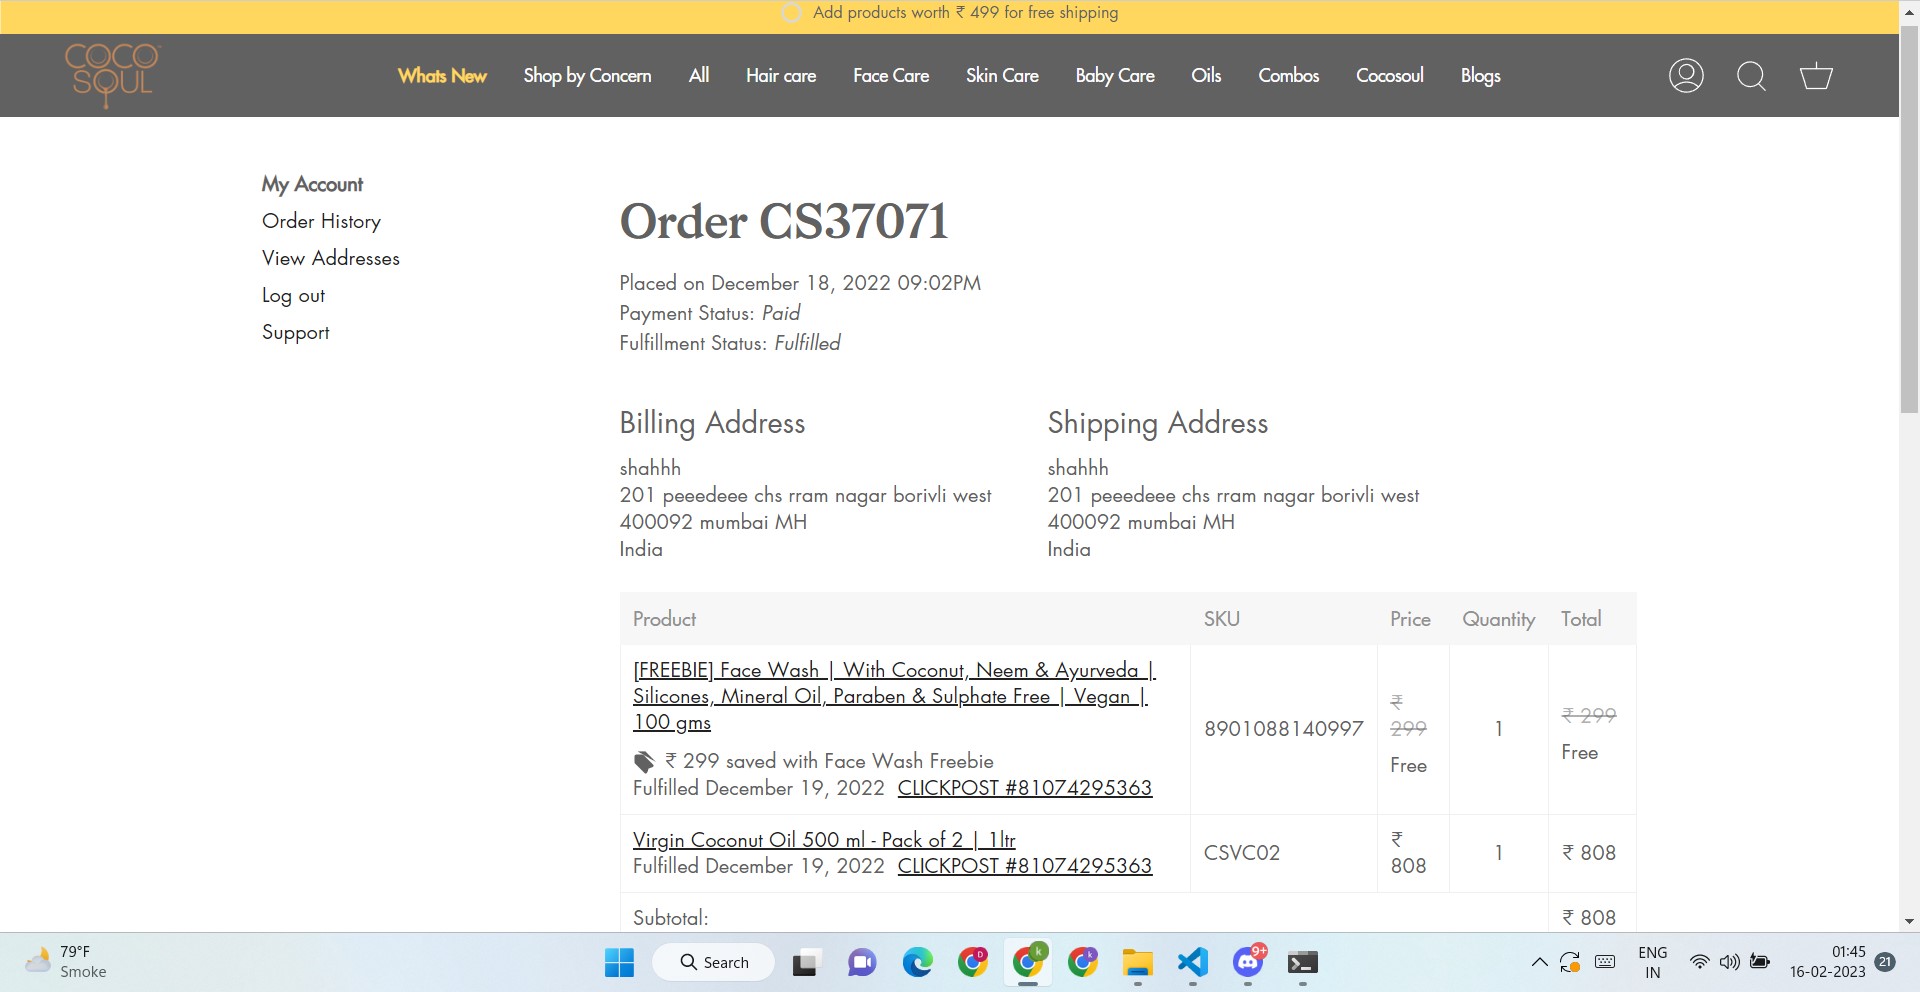 Add products worth ₹ 499 for free shipping
COCO
SOUL
Whats New Shop by Concern All Hair care Face Care Skin Care Baby Care Oils Combos Cocosoul Blogs
My Account
Order History
View Addresses
Log out
Support
Order CS37071
Placed on December 18, 2022 09:02PM
Payment Status: Paid
Fulfillment Status: Fulfilled
Billing Address
shahhh
201 peeedeee chs rram nagar borivli west
400092 mumbai MH
India
Shipping Address
shahhh
201 peeedeee chs rram nagar borivli west
400092 mumbai MH
India
Product SKU Price Quantity Total
[FREEBIE] Face Wash | With Coconut, Neem & Ayurveda |
Silicones, Mineral Oil, Paraben & Sulphate Free | Vegan |
100 gms
₹ 299 saved with Face Wash Freebie
Fulfilled December 19, 2022 CLICKPOST #81074295363
8901088140997
₹
299
Free
1
₹ 299
Free
Virgin Coconut Oil 500 ml - Pack of 2 | 1ltr
Fulfilled December 19, 2022 CLICKPOST #81074295363
CSVC02
₹
808
1
₹ 808
Subtotal: ₹ 808
79°F
Smoke
Search
D
k
k
9+
ENG
IN
01:45
16-02-2023
21